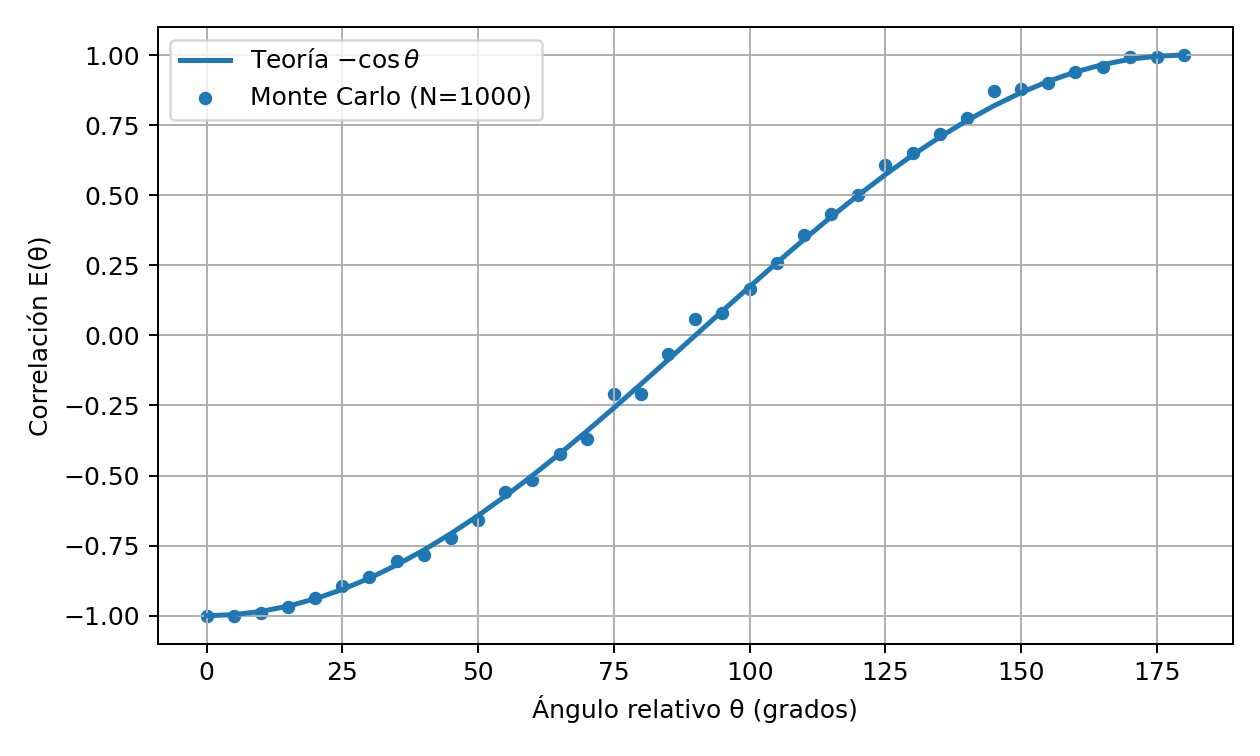 Teoría −cos θ
Monte Carlo (N=1000)
1.00
0.75
0.50
0.25
0.00
−0.25
−0.50
−0.75
−1.00
Correlación E(θ)
0 25 50 75 100 125 150 175
Ángulo relativo θ (grados)